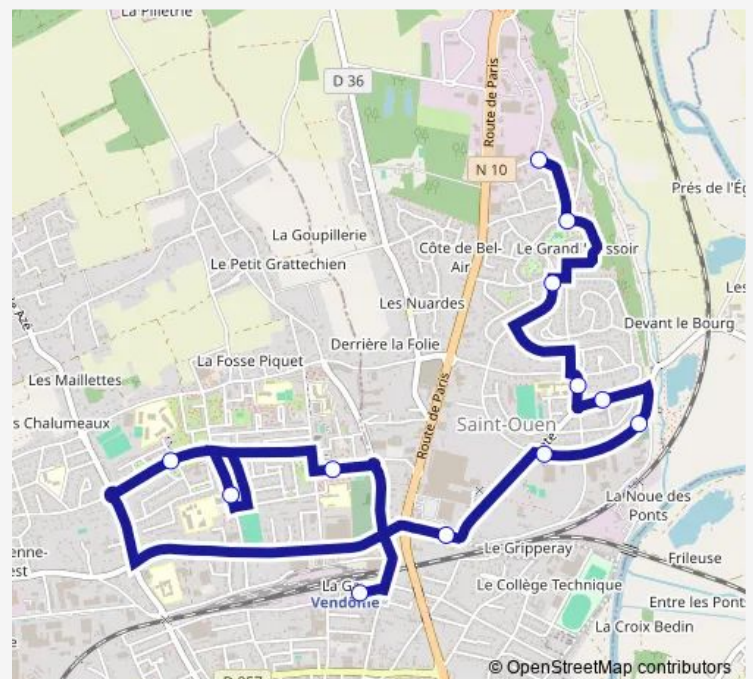 La Pilletrie
D 36
Route de Paris
N 10
Prés de l'É
La Goupillerie
Côte de Bel-
Air
Le Grand
ssoir
Le Petit Grattechien
Les
Les Nuardes
Azé
Derrière la Folie
Devant le Bourg
La Fosse Piquet
Les Maillettes
Route de Paris
s Chalumeaux
Saint-Ouen
La Noue des
Ponts
enne-
st
Le Gripperay
Frileuse
La G
Vendôme
Le Collège Technique
Entre les Pont
La Croix Bedin
© OpenStreetMap contributors